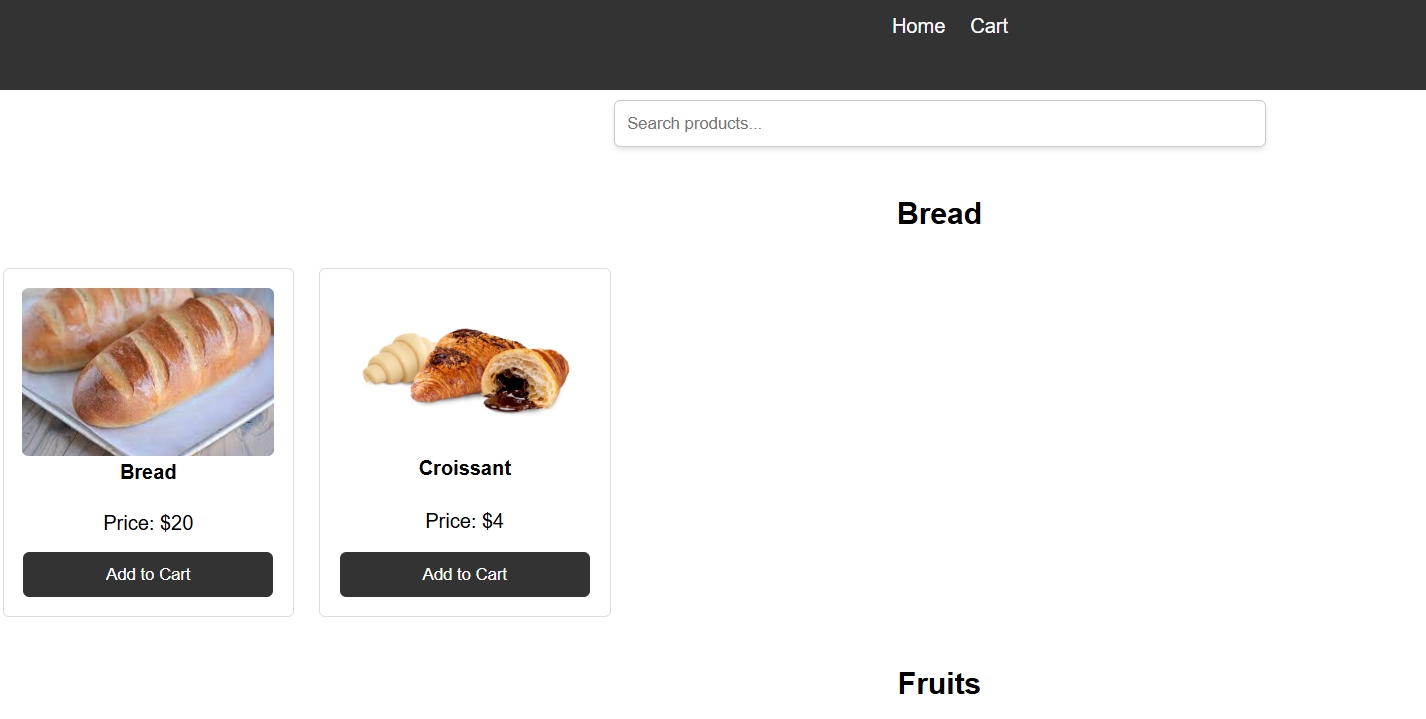 Home Cart
Search products...
Bread
Bread
Price: $20
Add to Cart
Croissant
Price: $4
Add to Cart
Fruits